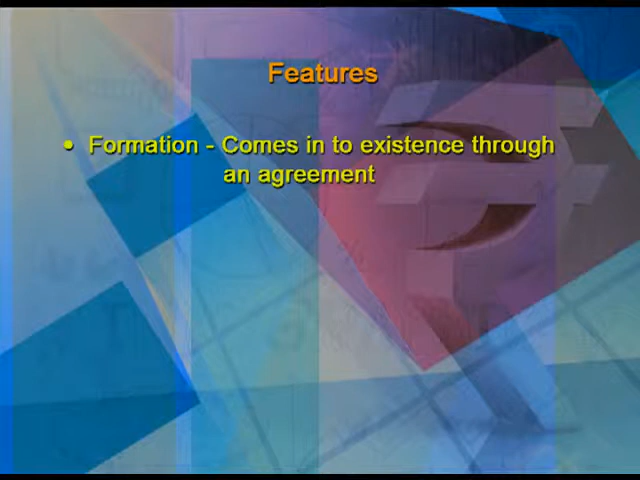 Features
• Formation - Comes in to existence through
an agreement